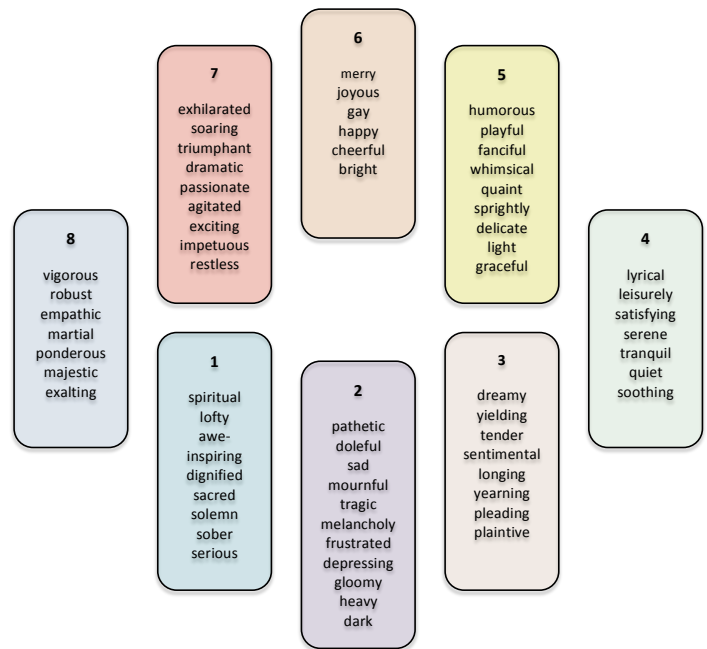 6
merry
joyous
gay
happy
cheerful
bright
7
exhilarated
soaring
triumphant
dramatic
passionate
agitated
exciting
impetuous
restless
5
humorous
playful
fanciful
whimsical
quaint
sprightly
delicate
light
graceful
8
vigorous
robust
empathic
martial
ponderous
majestic
exalting
4
lyrical
leisurely
satisfying
serene
tranquil
quiet
soothing
1
spiritual
lofty
awe-
inspiring
dignified
sacred
solemn
sober
serious
2
pathetic
doleful
sad
mournful
tragic
melancholy
frustrated
depressing
gloomy
heavy
dark
3
dreamy
yielding
tender
sentimental
longing
yearning
pleading
plaintive